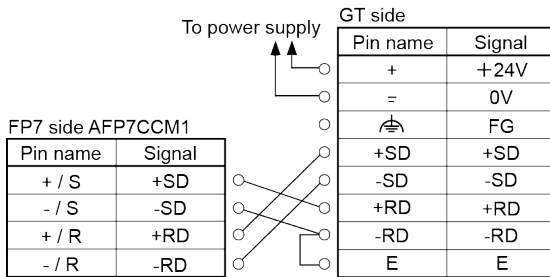 To power supply
GT side
Pin name Signal
+ +24V
= 0V
FG
+SD +SD
-SD -SD
+RD +RD
-RD -RD
E E
FP7 side AFP7CCM1
Pin name Signal
+ / S +SD
- / S -SD
+ / R +RD
- / R -RD